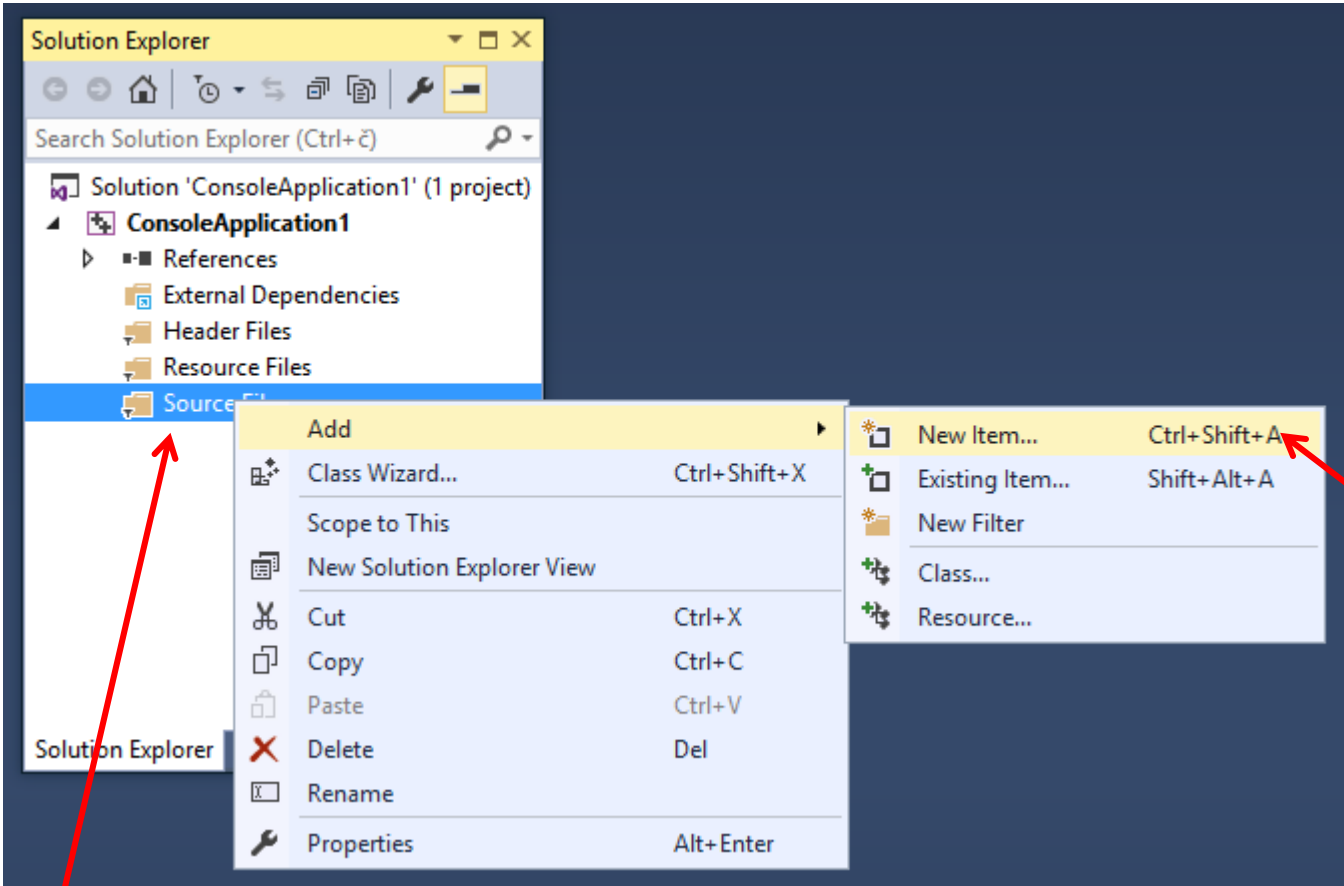 Solution Explorer
Search Solution Explorer (Ctrl+č)
Solution 'ConsoleApplication1' (1 project)
ConsoleApplication1
References
External Dependencies
Header Files
Resource Files
Source
Solution Explorer
Add
Class Wizard... Ctrl+Shift+X
Scope to This
New Solution Explorer View
Cut Ctrl+X
Copy Ctrl+C
Paste Ctrl+V
Delete Del
Rename
Properties Alt+Enter
New Item... Ctrl+Shift+A
Existing Item... Shift+Alt+A
New Filter
Class...
Resource...